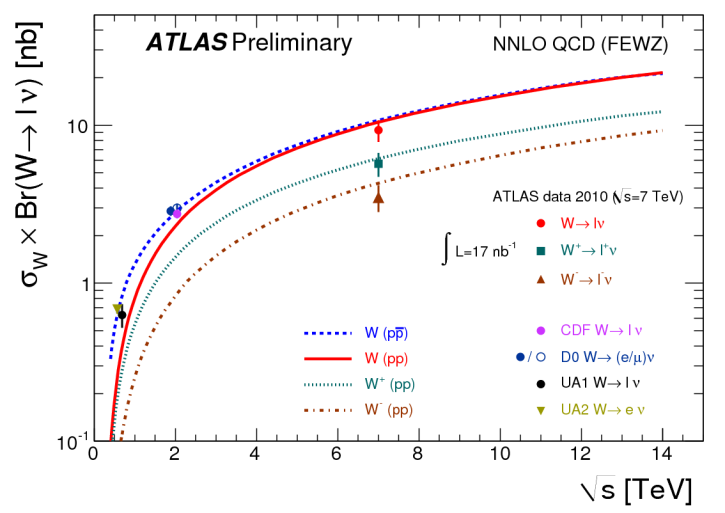 ATLAS Preliminary
NNLO QCD (FEWZ)
σW × Br(W→ l ν) [nb]
10
1
10⁻¹
ATLAS data 2010 (√s=7 TeV)
W→ lν
∫ L=17 nb⁻¹
W⁺→ l⁺ν
W⁻→ l⁻ν
W (pp̅)
W (pp)
W⁺ (pp)
W⁻ (pp)
CDF W→ l ν
/ D0 W→ (e/μ)ν
UA1 W→ l ν
UA2 W→ e ν
0 2 4 6 8 10 12 14
√s [TeV]